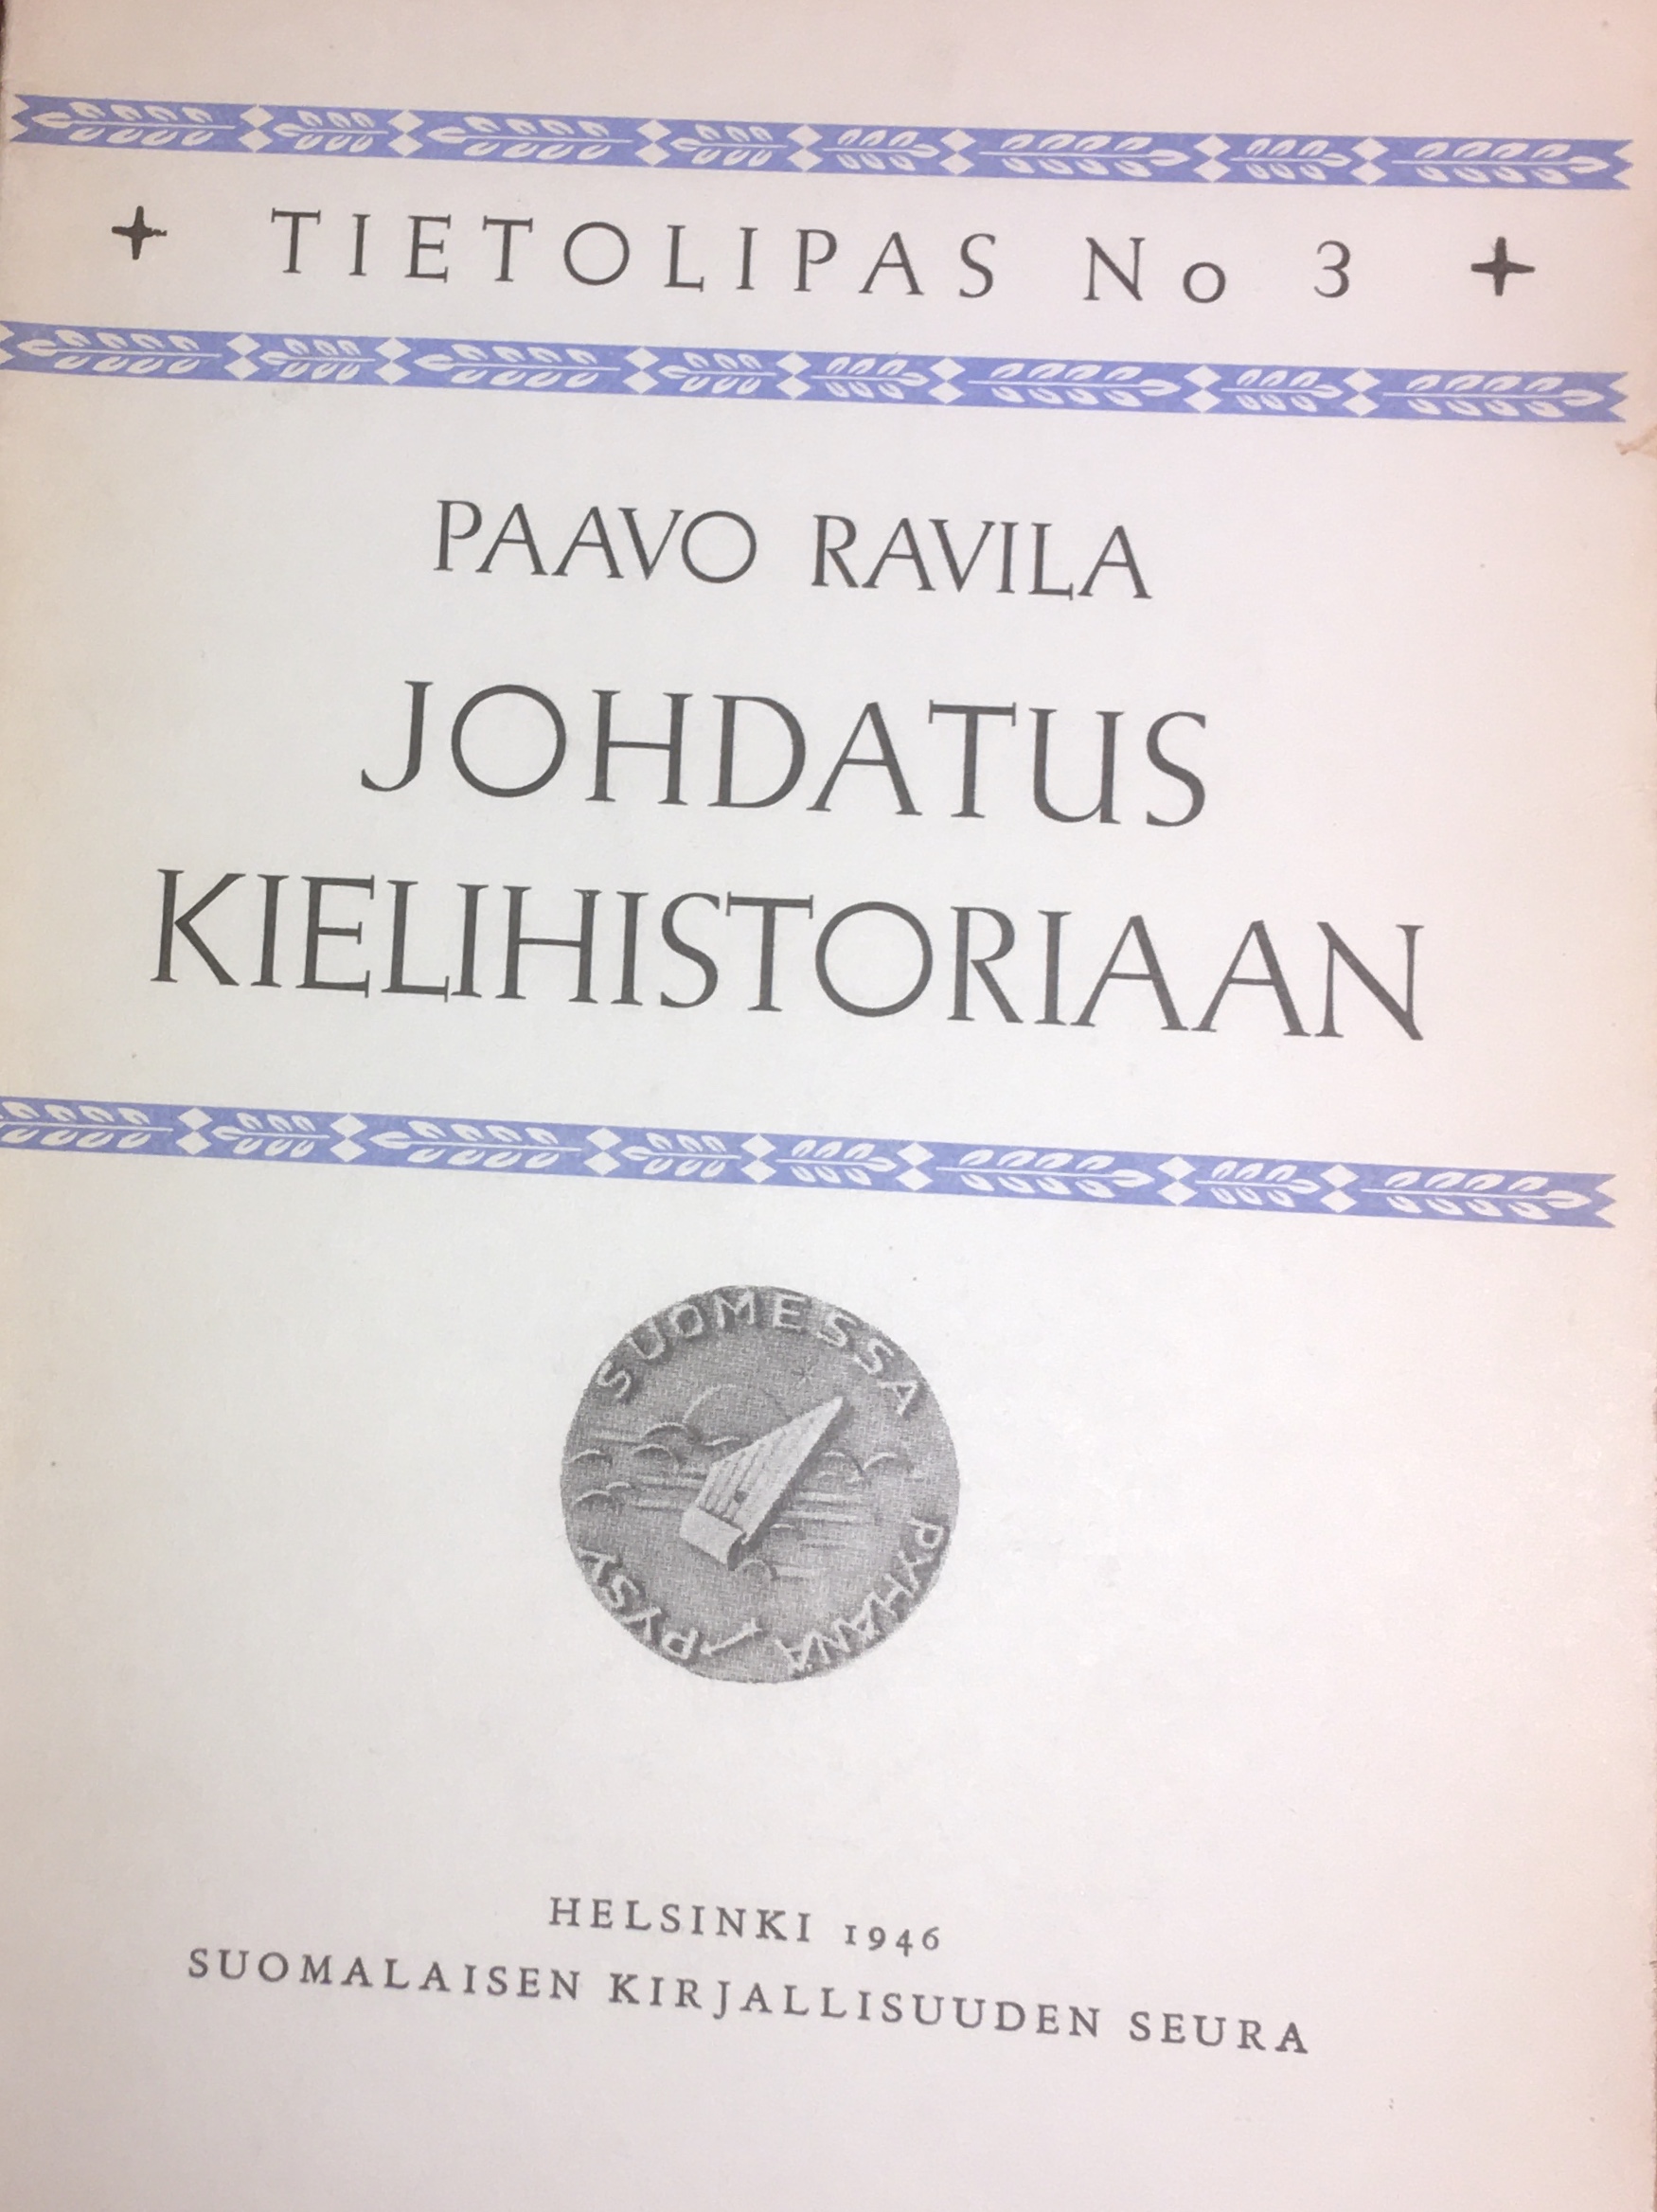 TIETOLIPAS No 3
PAAVO RAVILA
JOHDATUS
KIELIHISTORIAAN
SUOMESSA PYHÄNÄ PYSY
HELSINKI 1946
SUOMALAISEN KIRJALLISUUDEN SEURA